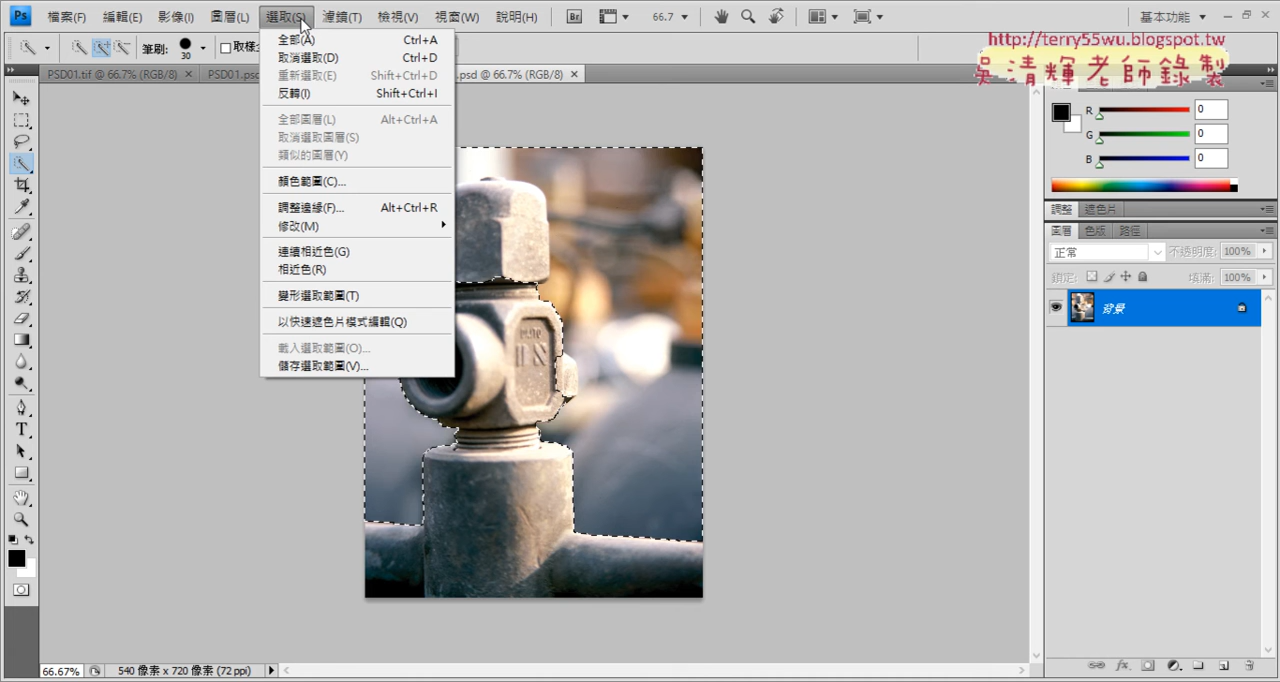 Ps 檔案(F) 編輯(E) 影像(I) 圖層(L) 選取(S) 濾鏡(T) 檢視(V) 視窗(W) 說明(H) Br 66.7 基本功能
http://terry55wu.blogspot.tw
吳清輝老師錄製
筆刷: 30 取樣
PSD01.tif @ 66.7% (RGB/8) × PSD01.psd .psd @ 66.7% (RGB/8) ×
全部(A) Ctrl+A
取消選取(D) Ctrl+D
重新選取(E) Shift+Ctrl+D
反轉(I) Shift+Ctrl+I
全部圖層(L) Alt+Ctrl+A
取消選取圖層(S)
類似的圖層(Y)
顏色範圍(C)...
調整邊緣(F)... Alt+Ctrl+R
修改(M)
連續相近色(G)
相近色(R)
變形選取範圍(T)
以快速遮色片模式編輯(Q)
載入選取範圍(O)...
儲存選取範圍(V)...
R 0
G 0
B 0
調整 遮色片
圖層 色版 路徑
正常 不透明度: 100%
鎖定: 填滿: 100%
背景
66.67% 540 像素 x 720 像素 (72 ppi)